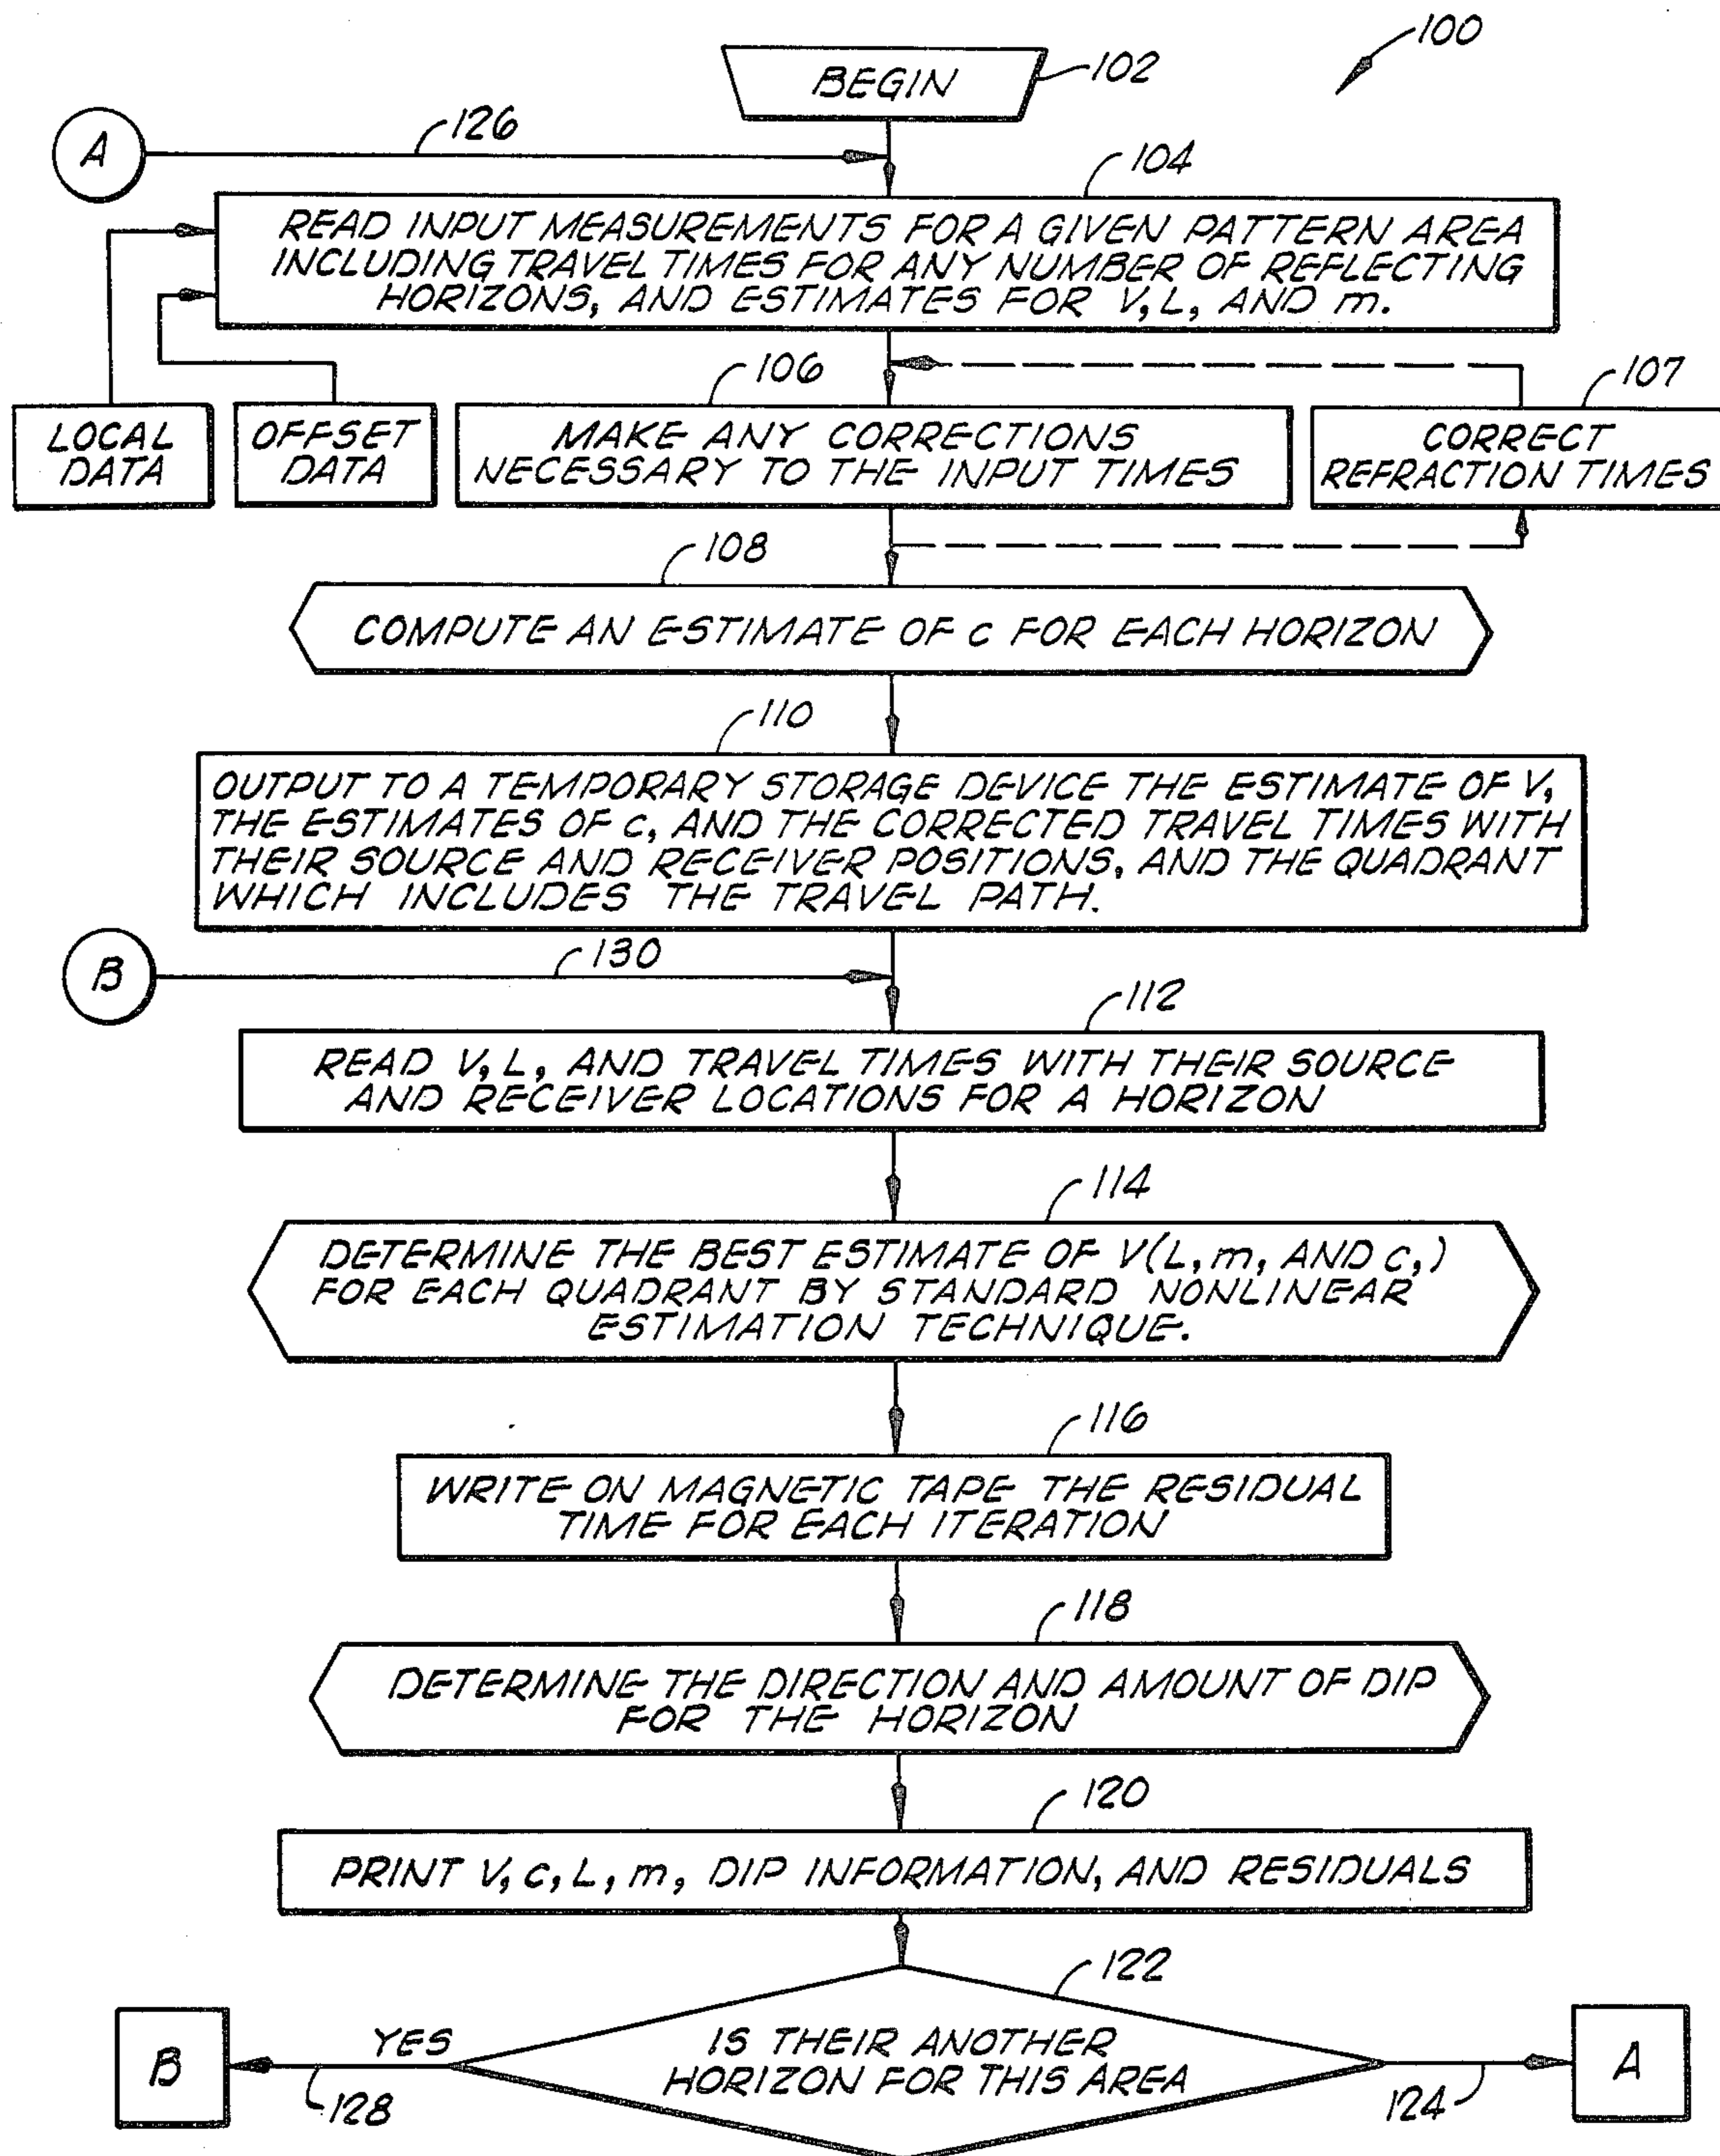 100
BEGIN
102
A
126
104
READ INPUT MEASUREMENTS FOR A GIVEN PATTERN AREA
INCLUDING TRAVEL TIMES FOR ANY NUMBER OF REFLECTING
HORIZONS, AND ESTIMATES FOR V, L, AND m.
106
107
LOCAL
DATA
OFFSET
DATA
MAKE ANY CORRECTIONS
NECESSARY TO THE INPUT TIMES
CORRECT
REFRACTION TIMES
108
COMPUTE AN ESTIMATE OF c FOR EACH HORIZON
110
OUTPUT TO A TEMPORARY STORAGE DEVICE THE ESTIMATE OF V,
THE ESTIMATES OF c, AND THE CORRECTED TRAVEL TIMES WITH
THEIR SOURCE AND RECEIVER POSITIONS, AND THE QUADRANT
WHICH INCLUDES THE TRAVEL PATH.
B
130
112
READ V, L, AND TRAVEL TIMES WITH THEIR SOURCE
AND RECEIVER LOCATIONS FOR A HORIZON
114
DETERMINE THE BEST ESTIMATE OF V(L, m, AND c,)
FOR EACH QUADRANT BY STANDARD NONLINEAR
ESTIMATION TECHNIQUE.
116
WRITE ON MAGNETIC TAPE THE RESIDUAL
TIME FOR EACH ITERATION
118
DETERMINE THE DIRECTION AND AMOUNT OF DIP
FOR THE HORIZON
120
PRINT V, c, L, m, DIP INFORMATION, AND RESIDUALS
122
B
YES
128
IS THEIR ANOTHER
HORIZON FOR THIS AREA
124
A